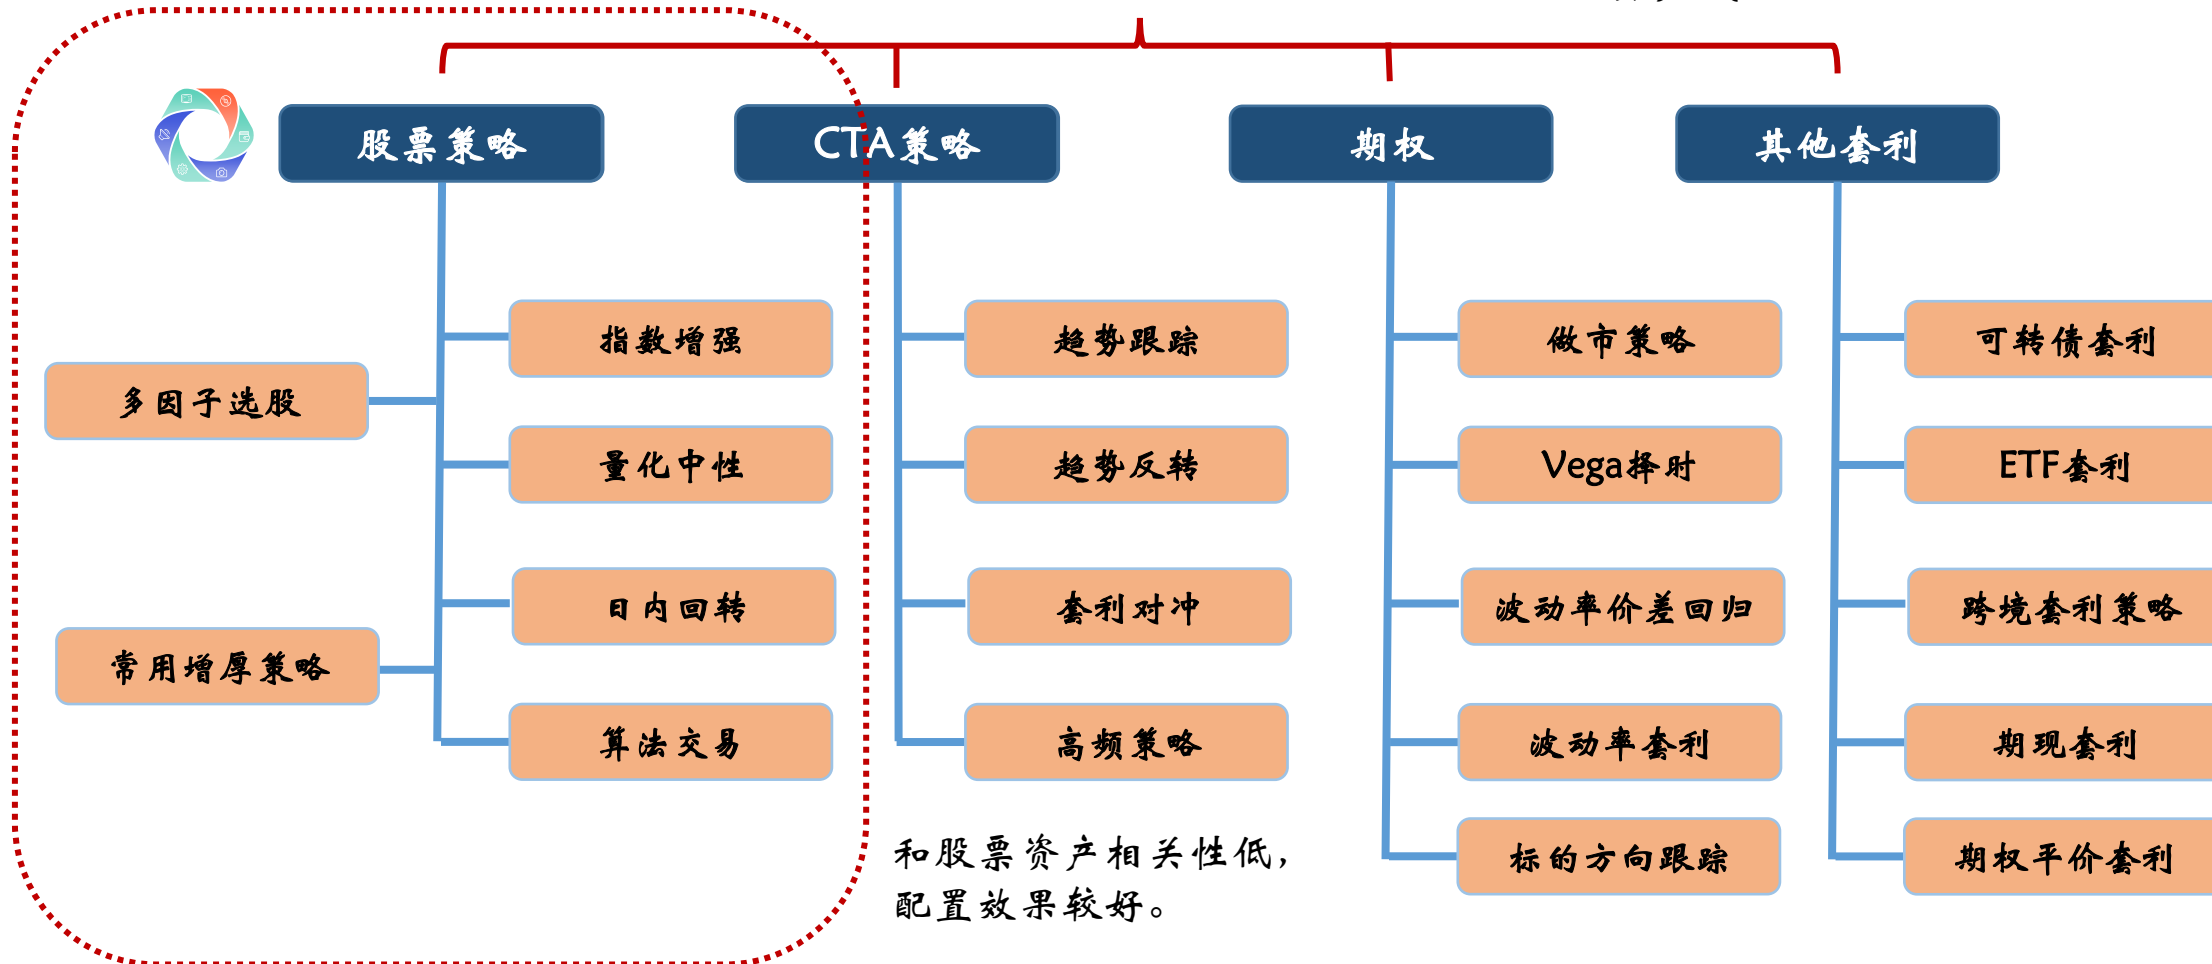 股票策略
CTA策略
期权
其他套利
多因子选股
常用增厚策略
指数增强
量化中性
日内回转
算法交易
趋势跟踪
趋势反转
套利对冲
高频策略
和股票资产相关性低，
配置效果较好。
做市策略
Vega择时
波动率价差回归
波动率套利
标的方向跟踪
可转债套利
ETF套利
跨境套利策略
期现套利
期权平价套利